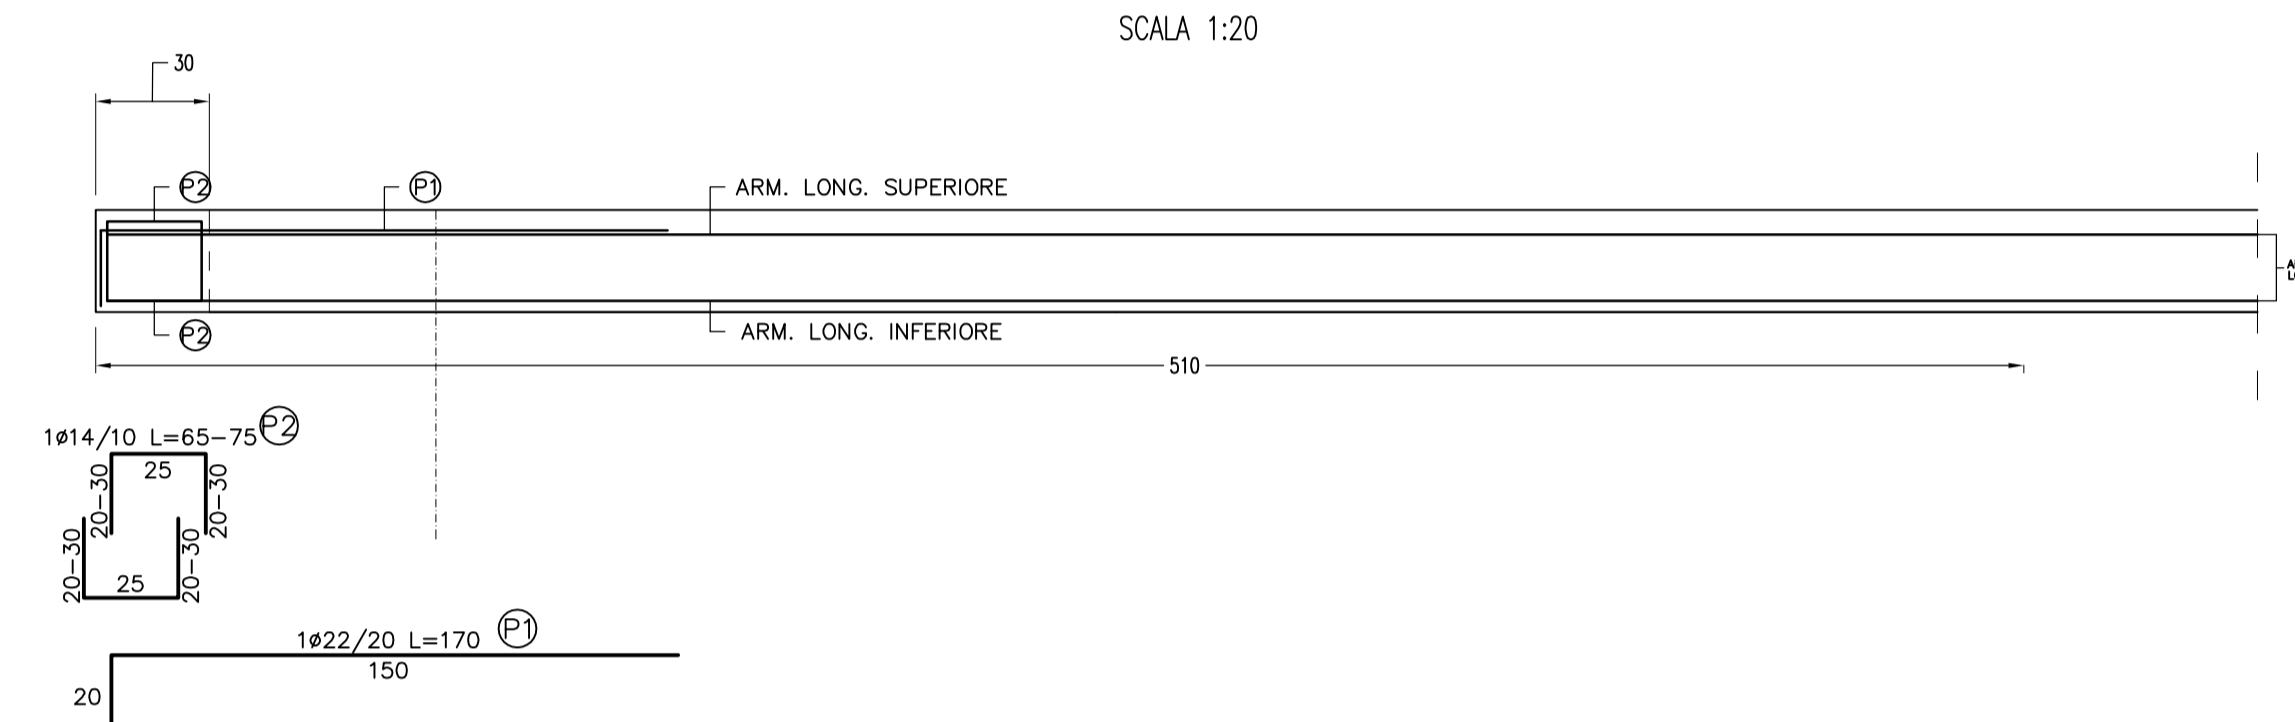 SCALA 1:20
30
P2
P1
ARM. LONG. SUPERIORE
P2
ARM. LONG. INFERIORE
510
1ø14/10 L=65-75 P2
25
20-30
20-30
20-30
20-30
25
1ø22/20 L=170 P1
150
20